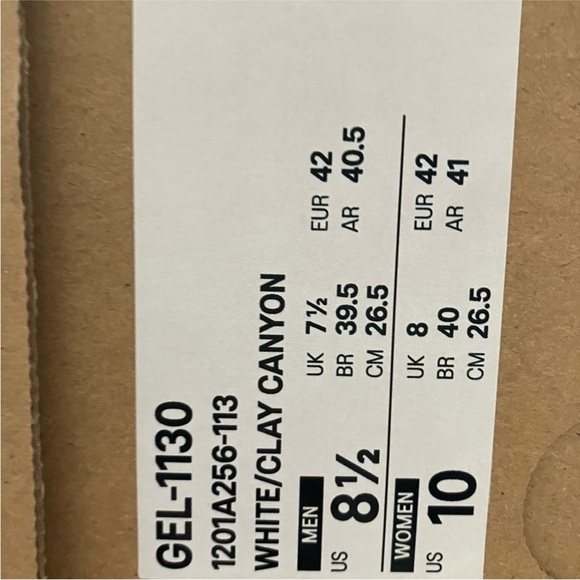 GEL-1130
1201A256-113
WHITE/CLAY CANYON
MEN
US 8½
UK 7½ EUR 42
BR 39.5 AR 40.5
CM 26.5
WOMEN
US 10
UK 8 EUR 42
BR 40 AR 41
CM 26.5